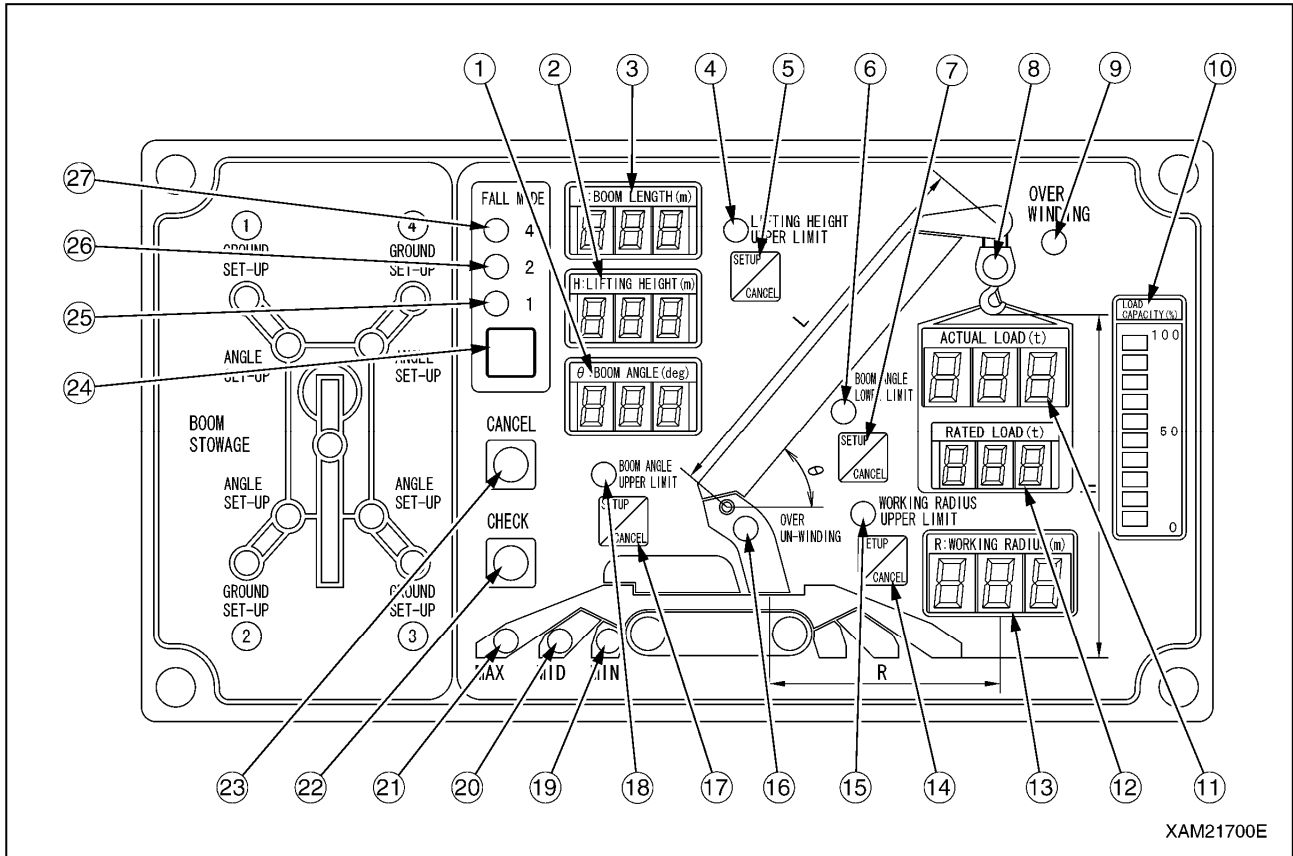 ① ② ③ ④ ⑤ ⑥ ⑦ ⑧ ⑨ ⑩
㉗ ㉖ ㉕ ㉔
① GROUND SET-UP
④ GROUND SET-UP
ANGLE SET-UP
ANGLE SET-UP
BOOM STOWAGE
ANGLE SET-UP
ANGLE SET-UP
GROUND SET-UP ②
GROUND SET-UP ③
FALL MODE
4
2
1
CANCEL
CHECK
:BOOM LENGTH(m)
H:LIFTING HEIGHT(m)
θ:BOOM ANGLE(deg)
LIFTING HEIGHT
UPPER LIMIT
SETUP
CANCEL
BOOM ANGLE
UPPER LIMIT
SETUP
CANCEL
L
BOOM ANGLE
LOWER LIMIT
SETUP
CANCEL
θ
OVER
UN-WINDING
WORKING RADIUS
UPPER LIMIT
SETUP
CANCEL
OVER
WINDING
ACTUAL LOAD(t)
RATED LOAD(t)
R:WORKING RADIUS(m)
LOAD
CAPACITY(%)
100
50
0
MAX MID MIN
R
㉓ ㉒ ㉑ ⑳ ⑲ ⑱ ⑰ ⑯ ⑮ ⑭ ⑬ ⑫ ⑪
XAM21700E